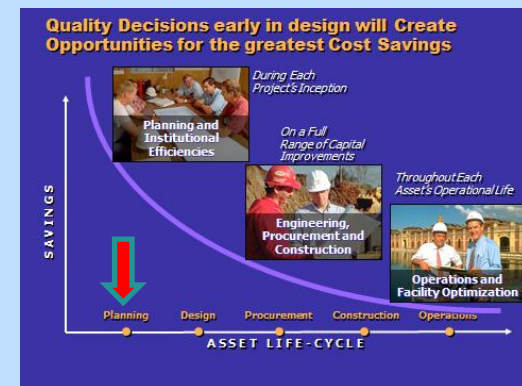 Quality Decisions early in design will Create
Opportunities for the greatest Cost Savings
During Each
Project's Inception
Planning and
Institutional
Efficiencies
On a Full
Range of Capital
Improvements
Engineering,
Procurement and
Construction
Throughout Each
Asset's Operational Life
Operations and
Facility Optimization
SAVINGS
Planning
Design
Procurement
Construction
Operations
ASSET LIFE-CYCLE